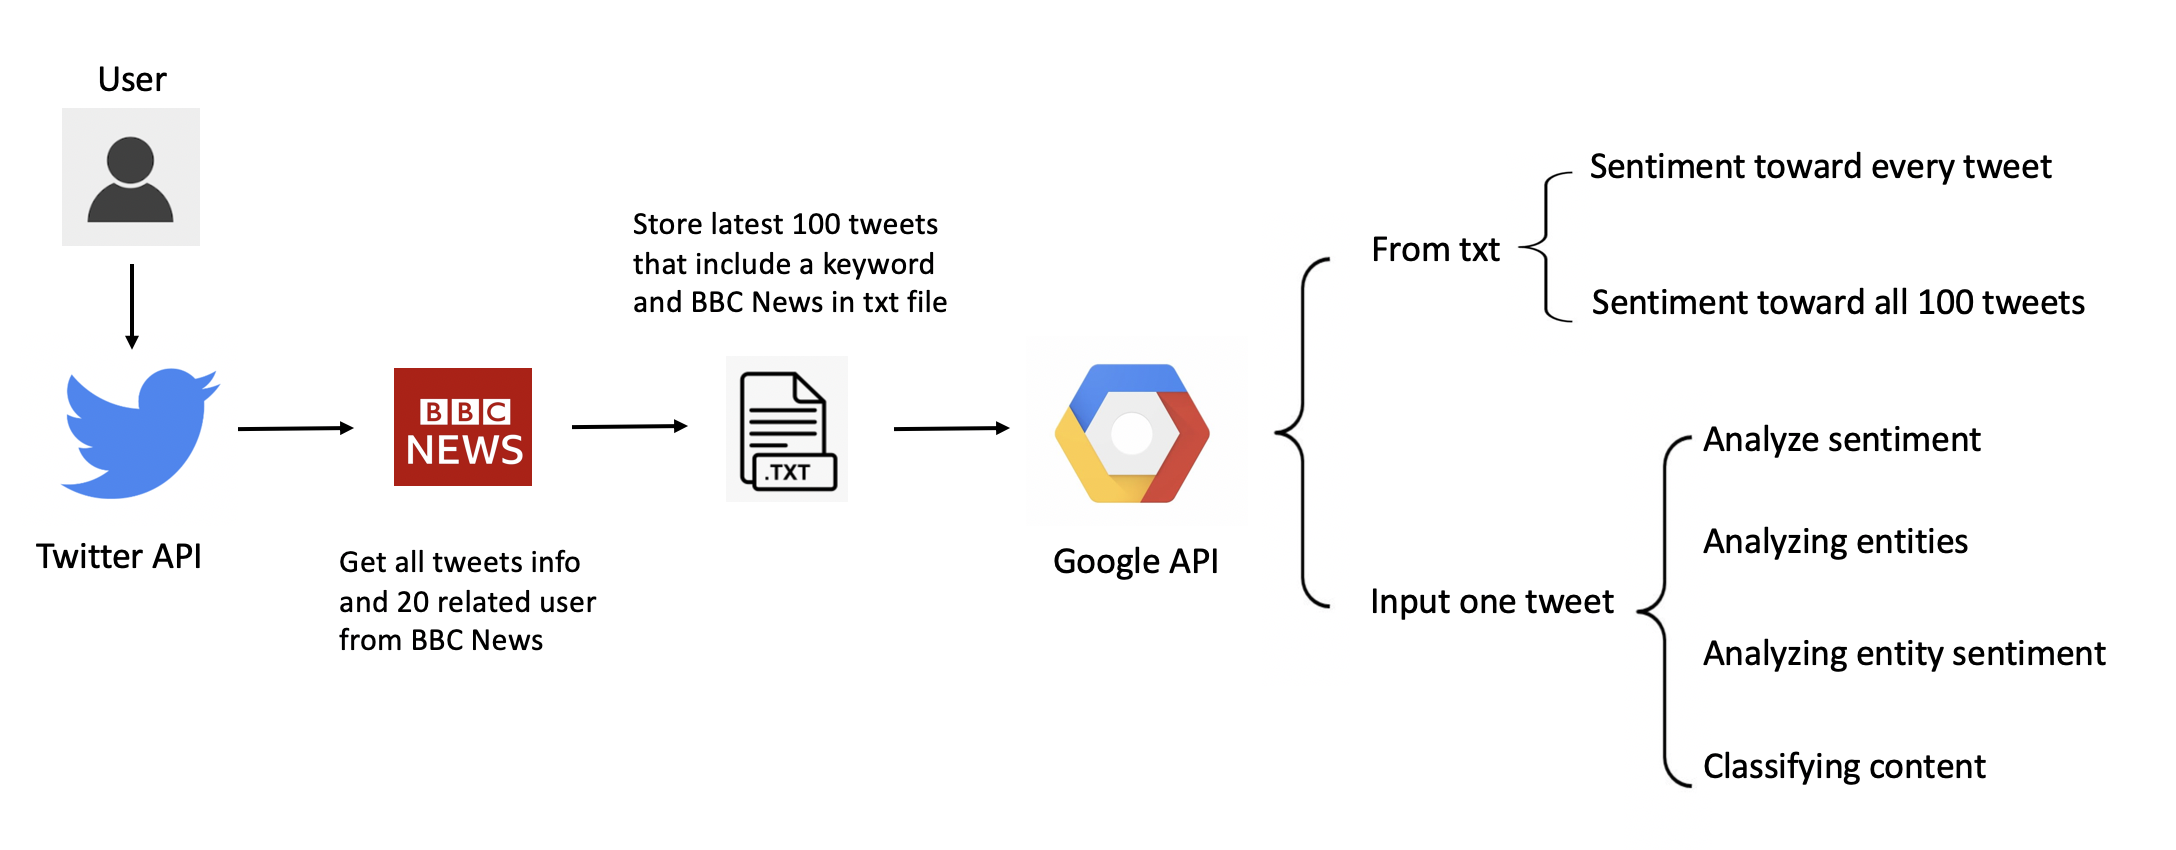 User
Twitter API
BBC
NEWS
Get all tweets info
and 20 related user
from BBC News
Store latest 100 tweets
that include a keyword
and BBC News in txt file
.TXT
Google API
From txt
Sentiment toward every tweet
Sentiment toward all 100 tweets
Input one tweet
Analyze sentiment
Analyzing entities
Analyzing entity sentiment
Classifying content